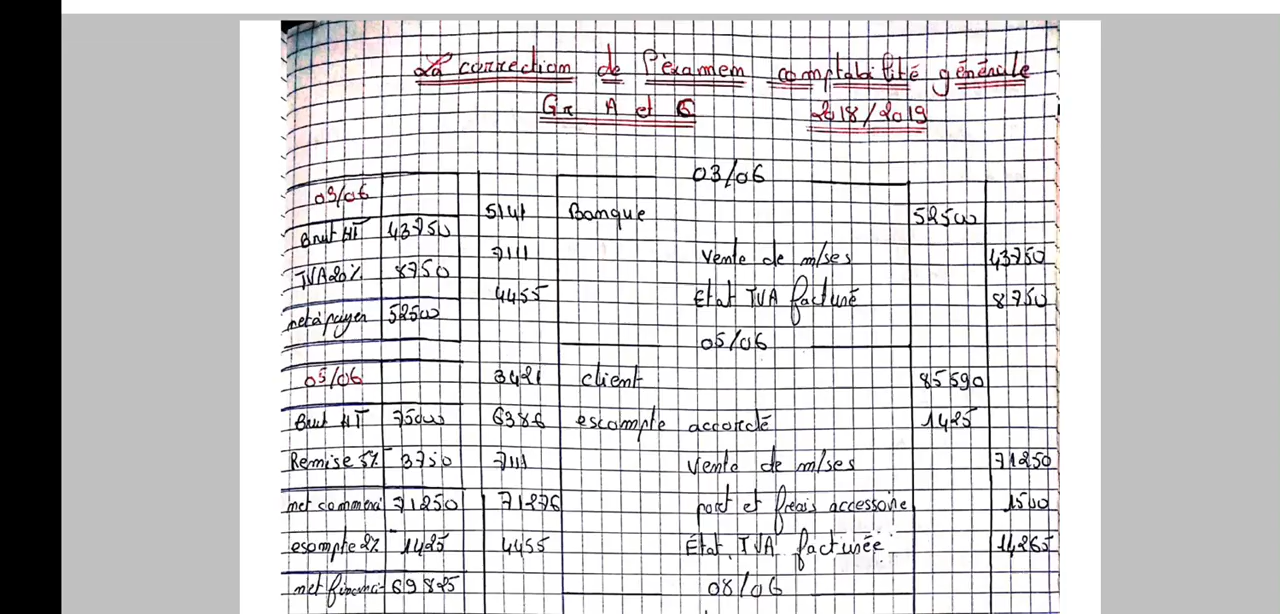 La correction de l'examen comptabilité générale
Gr A et C 2018/2019
03/06
03/06
5141 Banque 52500
Brut HT 43750
7111 Vente de m/ses 43750
TVA 20% 8750
4455 Etat TVA facturé 8750
net à payer 52500
05/06
05/06 3421 client 85590
Brut HT 75000 6386 escompte accordé 1425
Remise 5% 3750 7111 Vente de m/ses 71250
net commerci 71250 71276 port et frais accessoire 1500
esompte 2% 1425 4455 État, TVA facturée 14265
net financi 69825 08/06